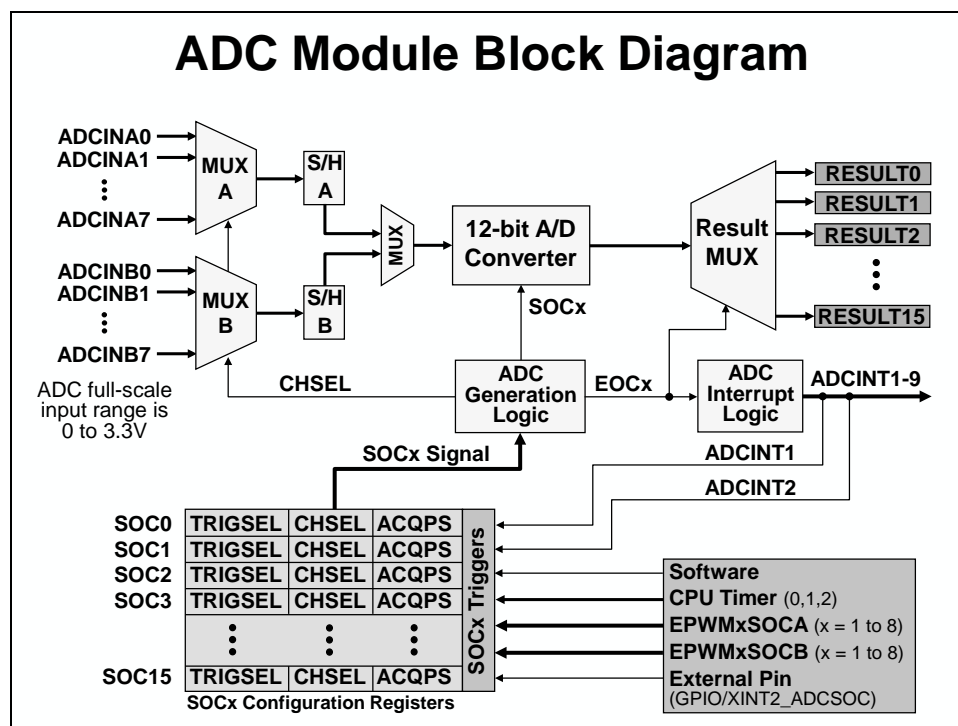 ADC Module Block Diagram
ADCINA0
ADCINA1
ADCINA7
ADCINB0
ADCINB1
ADCINB7
MUX
A
MUX
B
S/H
A
S/H
B
MUX
12-bit A/D
Converter
Result
MUX
RESULT0
RESULT1
RESULT2
RESULT15
SOCx
ADC full-scale
input range is
0 to 3.3V
CHSEL
ADC
Generation
Logic
EOCx
ADC
Interrupt
Logic
ADCINT1-9
SOCx Signal
ADCINT1
ADCINT2
SOC0 TRIGSEL CHSEL ACQPS
SOC1 TRIGSEL CHSEL ACQPS
SOC2 TRIGSEL CHSEL ACQPS
SOC3 TRIGSEL CHSEL ACQPS
SOC15 TRIGSEL CHSEL ACQPS
SOCx Triggers
SOCx Configuration Registers
Software
CPU Timer (0,1,2)
EPWMxSOCA (x = 1 to 8)
EPWMxSOCB (x = 1 to 8)
External Pin
(GPIO/XINT2_ADCSOC)